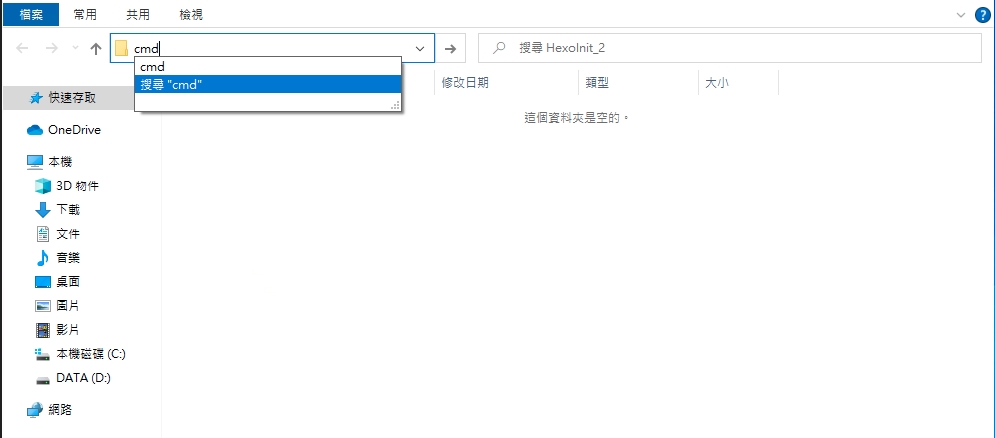 檔案 常用 共用 檢視
cmd
搜尋 HexoInit_2
cmd
搜尋 "cmd"
修改日期 類型 大小
這個資料夾是空的。
快速存取
OneDrive
本機
3D 物件
下載
文件
音樂
桌面
圖片
影片
本機磁碟 (C:)
DATA (D:)
網路